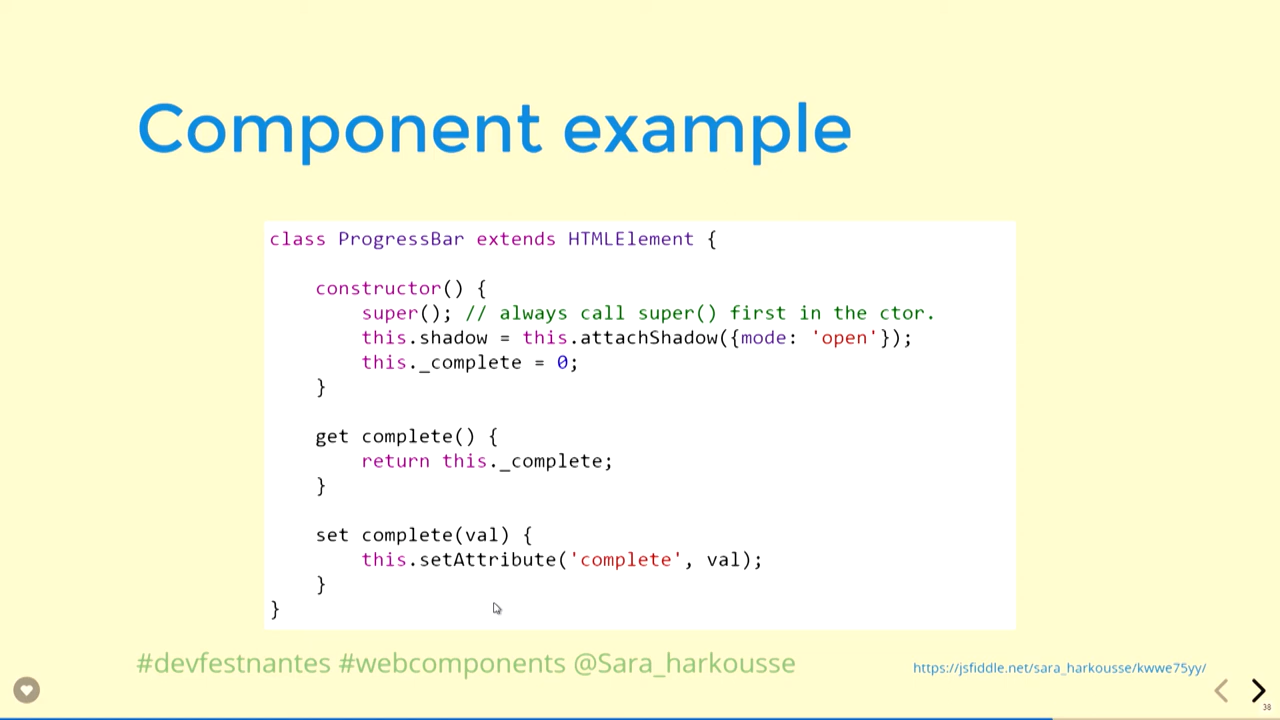 Component example
class ProgressBar extends HTMLElement {
constructor() {
super(); // always call super() first in the ctor.
this.shadow = this.attachShadow({mode: 'open'});
this._complete = 0;
}
get complete() {
return this._complete;
}
set complete(val) {
this.setAttribute('complete', val);
}
}
#devfestnantes #webcomponents @Sara_harkousse
https://jsfiddle.net/sara_harkousse/kwwe75yy/
38